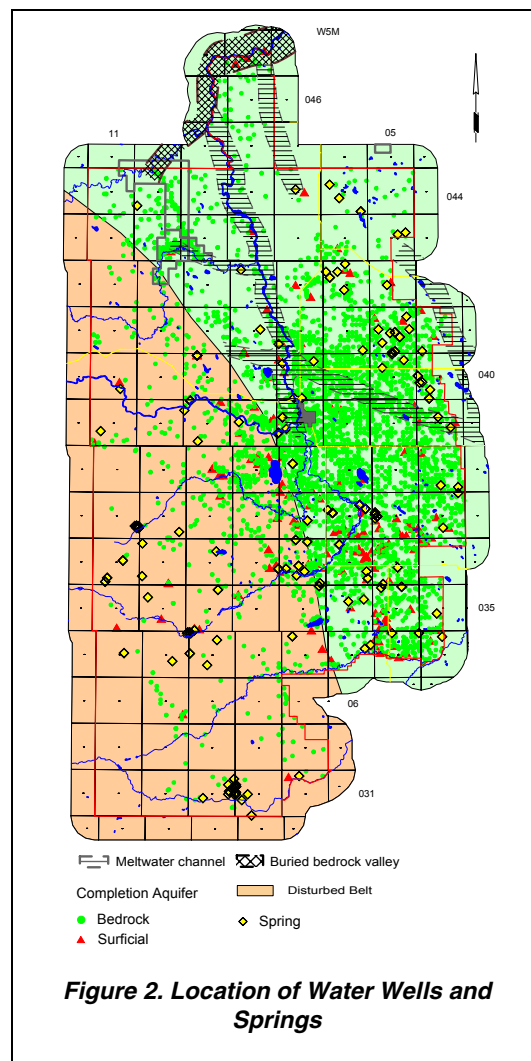 W5M
046
11
05
044
040
035
06
031
Meltwater channel
Buried bedrock valley
Completion Aquifer
Disturbed Belt
Bedrock
Spring
Surficial
Figure 2. Location of Water Wells and
Springs